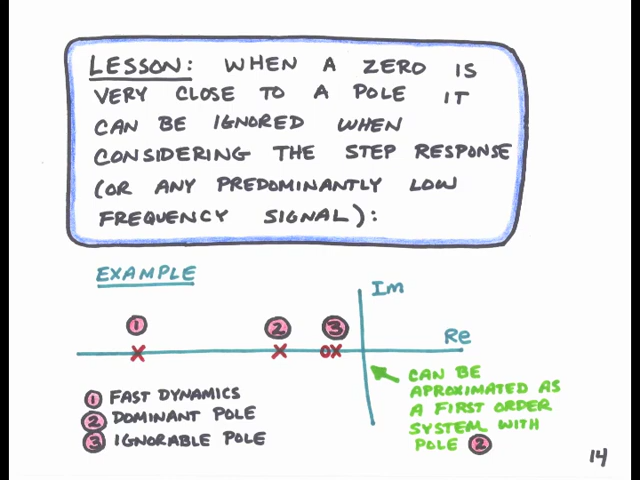 LESSON: WHEN A ZERO IS
VERY CLOSE TO A POLE IT
CAN BE IGNORED WHEN
CONSIDERING THE STEP RESPONSE
(OR ANY PREDOMINANTLY LOW
FREQUENCY SIGNAL):
EXAMPLE
Im
1 2 3
Re
1 FAST DYNAMICS
2 DOMINANT POLE
3 IGNORABLE POLE
CAN BE
APROXIMATED AS
A FIRST ORDER
SYSTEM WITH
POLE 2
14